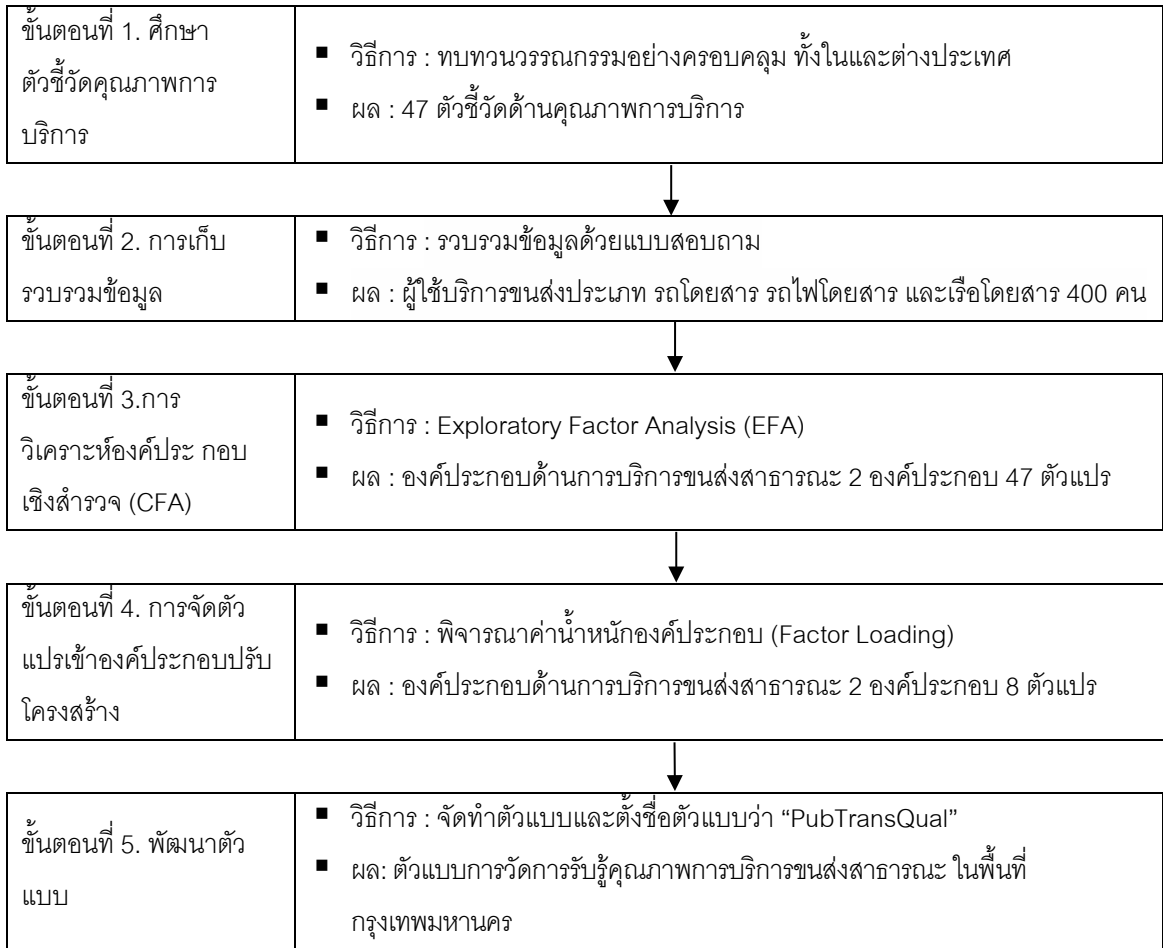 ขั้นตอนที่ 1. ศึกษา
ตัวชี้วัดคุณภาพการ
บริการ
▪ วิธีการ : ทบทวนวรรณกรรมอย่างครอบคลุม ทั้งในและต่างประเทศ
▪ ผล : 47 ตัวชี้วัดด้านคุณภาพการบริการ
ขั้นตอนที่ 2. การเก็บ
รวบรวมข้อมูล
▪ วิธีการ : รวบรวมข้อมูลด้วยแบบสอบถาม
▪ ผล : ผู้ใช้บริการขนส่งประเภท รถโดยสาร รถไฟโดยสาร และเรือโดยสาร 400 คน
ขั้นตอนที่ 3.การ
วิเคราะห์องค์ประ กอบ
เชิงสำรวจ (CFA)
▪ วิธีการ : Exploratory Factor Analysis (EFA)
▪ ผล : องค์ประกอบด้านการบริการขนส่งสาธารณะ 2 องค์ประกอบ 47 ตัวแปร
ขั้นตอนที่ 4. การจัดตัว
แปรเข้าองค์ประกอบปรับ
โครงสร้าง
▪ วิธีการ : พิจารณาค่าน้ำหนักองค์ประกอบ (Factor Loading)
▪ ผล : องค์ประกอบด้านการบริการขนส่งสาธารณะ 2 องค์ประกอบ 8 ตัวแปร
ขั้นตอนที่ 5. พัฒนาตัว
แบบ
▪ วิธีการ : จัดทำตัวแบบและตั้งชื่อตัวแบบว่า “PubTransQual”
▪ ผล: ตัวแบบการวัดการรับรู้คุณภาพการบริการขนส่งสาธารณะ ในพื้นที่
กรุงเทพมหานคร